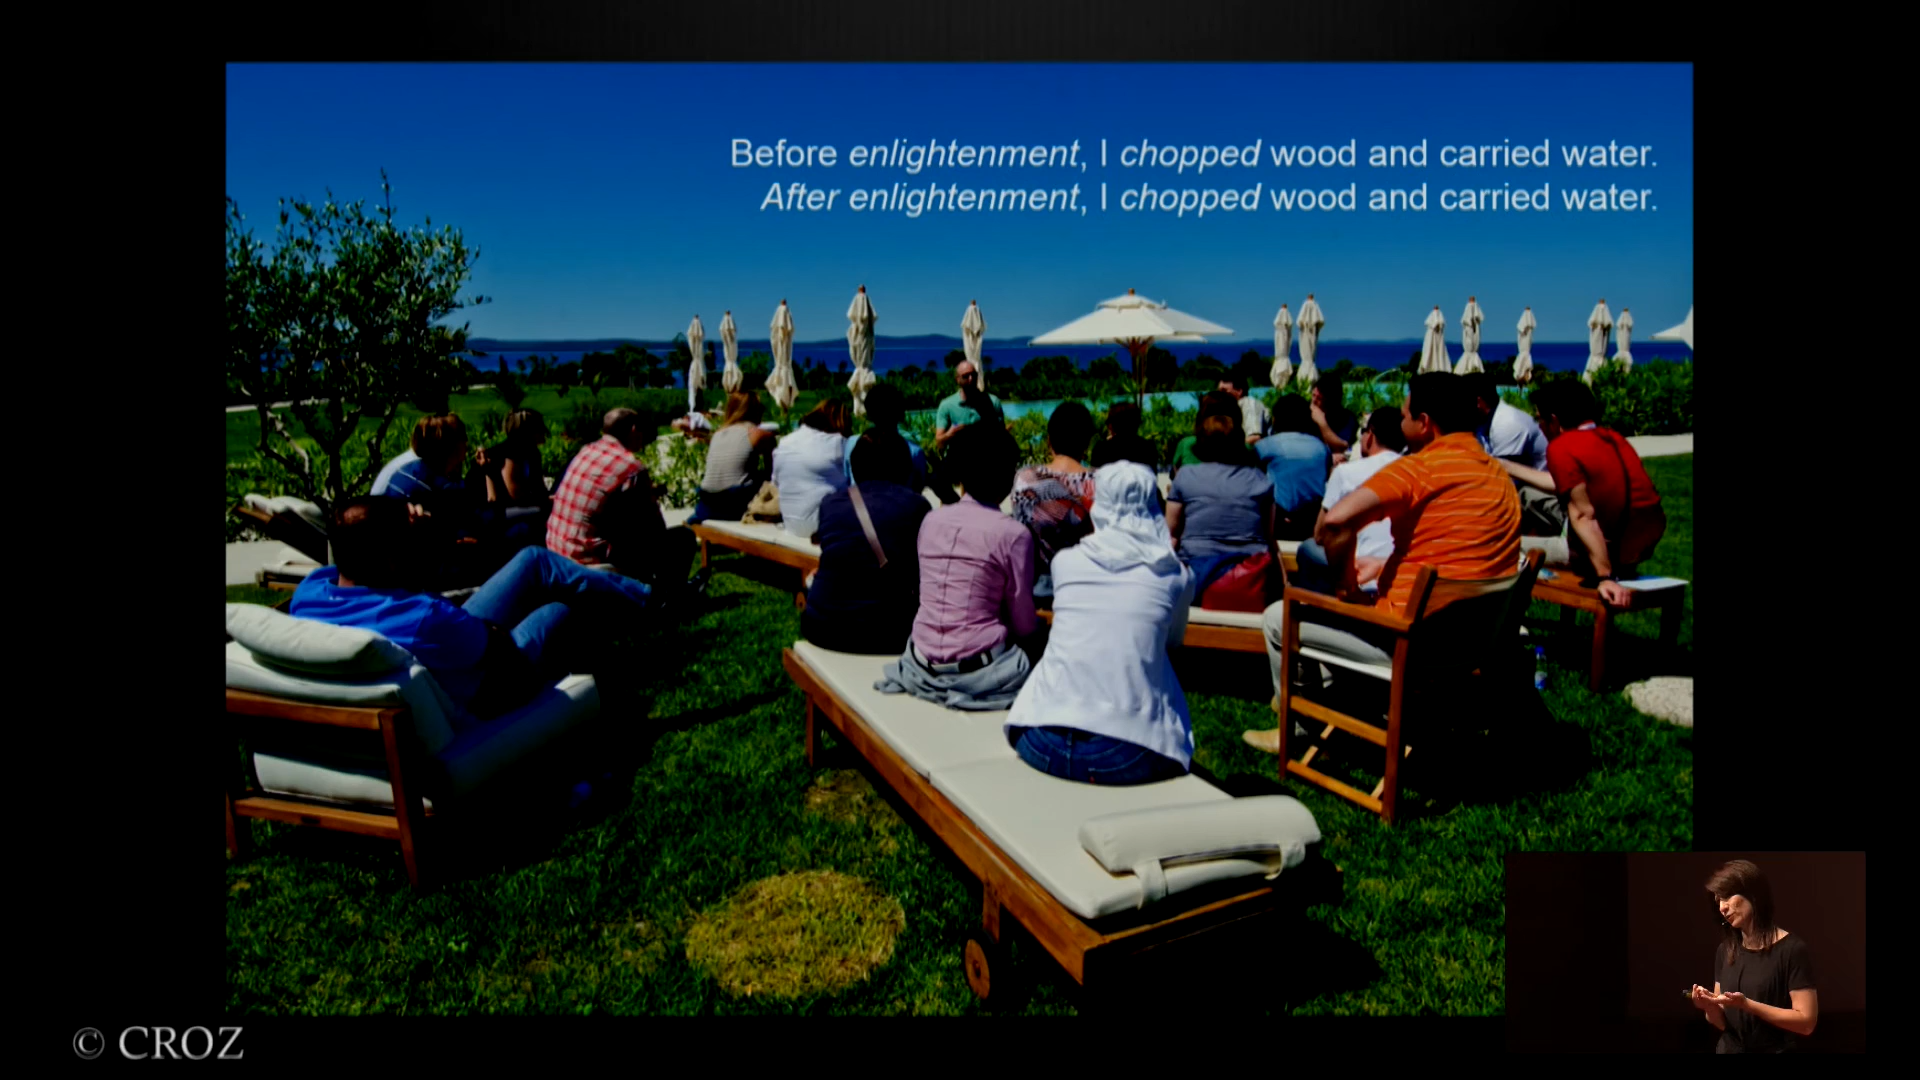 Before enlightenment, I chopped wood and carried water.
After enlightenment, I chopped wood and carried water.
© CROZ